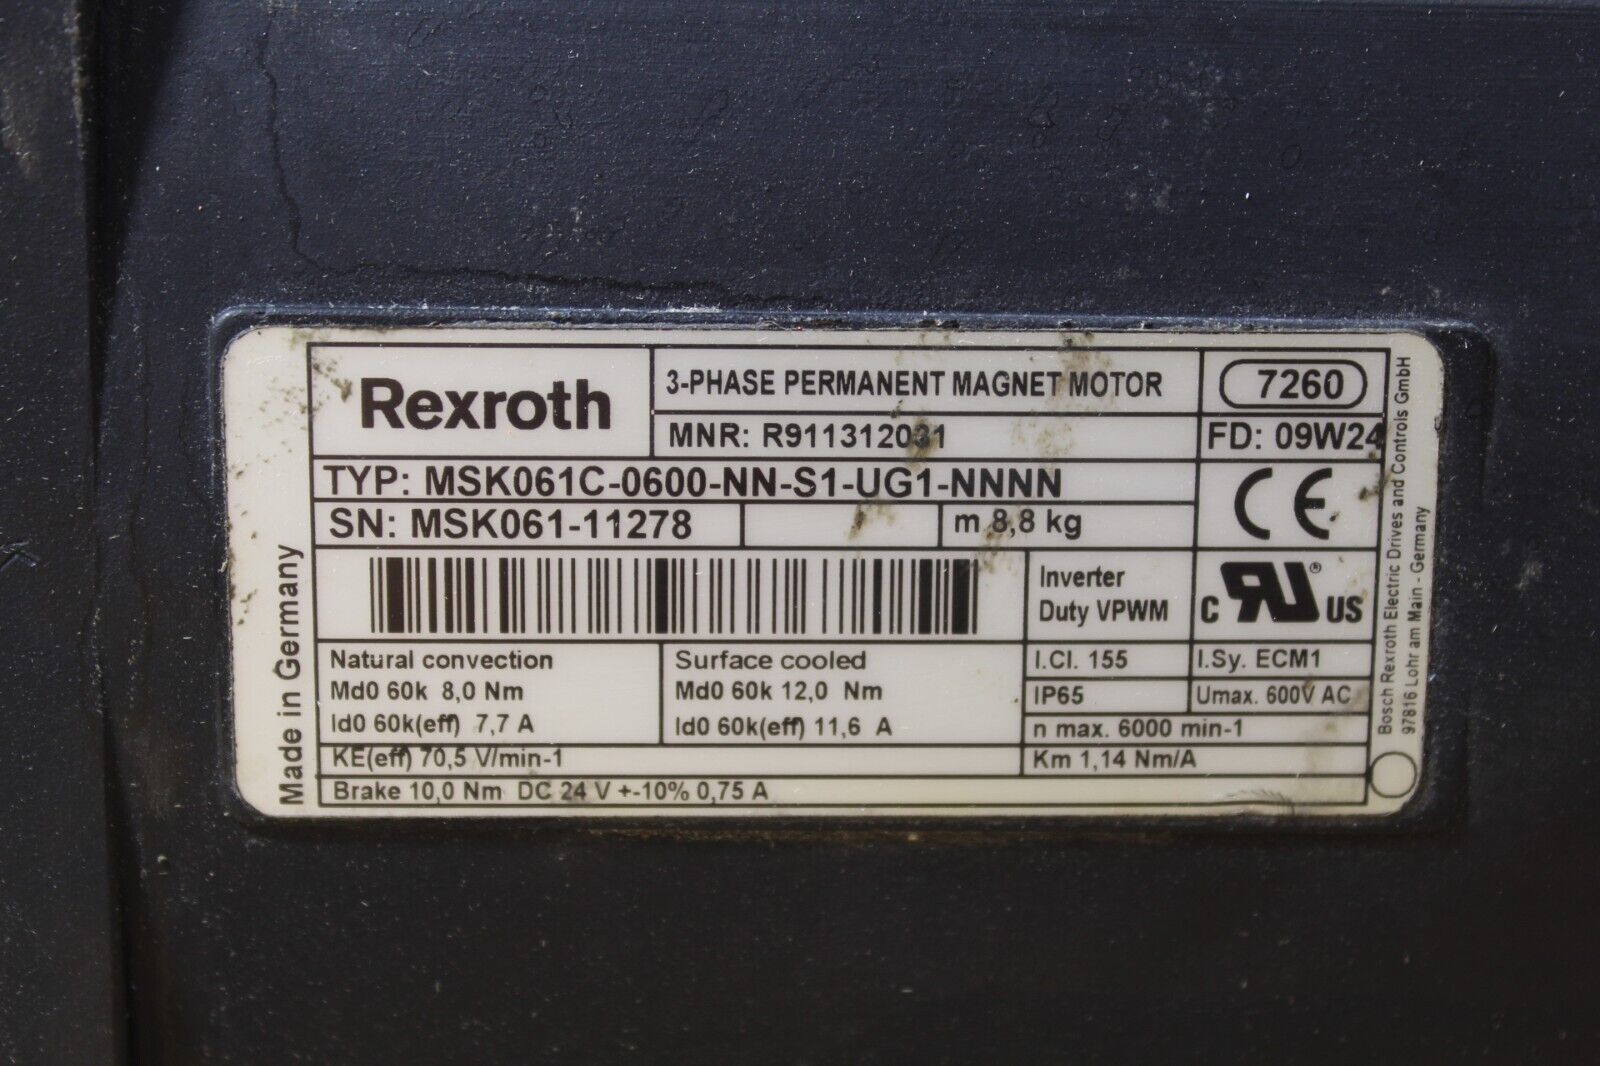 Rexroth
3-PHASE PERMANENT MAGNET MOTOR
7260
MNR: R911312031
FD: 09W24
TYP: MSK061C-0600-NN-S1-UG1-NNNN
SN: MSK061-11278
m 8,8 kg
CE
Inverter
Duty VPWM
C RU ® US
Natural convection
Md0 60k 8,0 Nm
Id0 60k(eff) 7,7 A
Surface cooled
Md0 60k 12,0 Nm
Id0 60k(eff) 11,6 A
I.Cl. 155
I.Sy. ECM1
IP65
Umax. 600V AC
n max. 6000 min-1
KE(eff) 70,5 V/min-1
Km 1,14 Nm/A
Brake 10,0 Nm DC 24 V +-10% 0,75 A
Made in Germany
Bosch Rexroth Electric Drives and Controls GmbH
97816 Lohr am Main - Germany